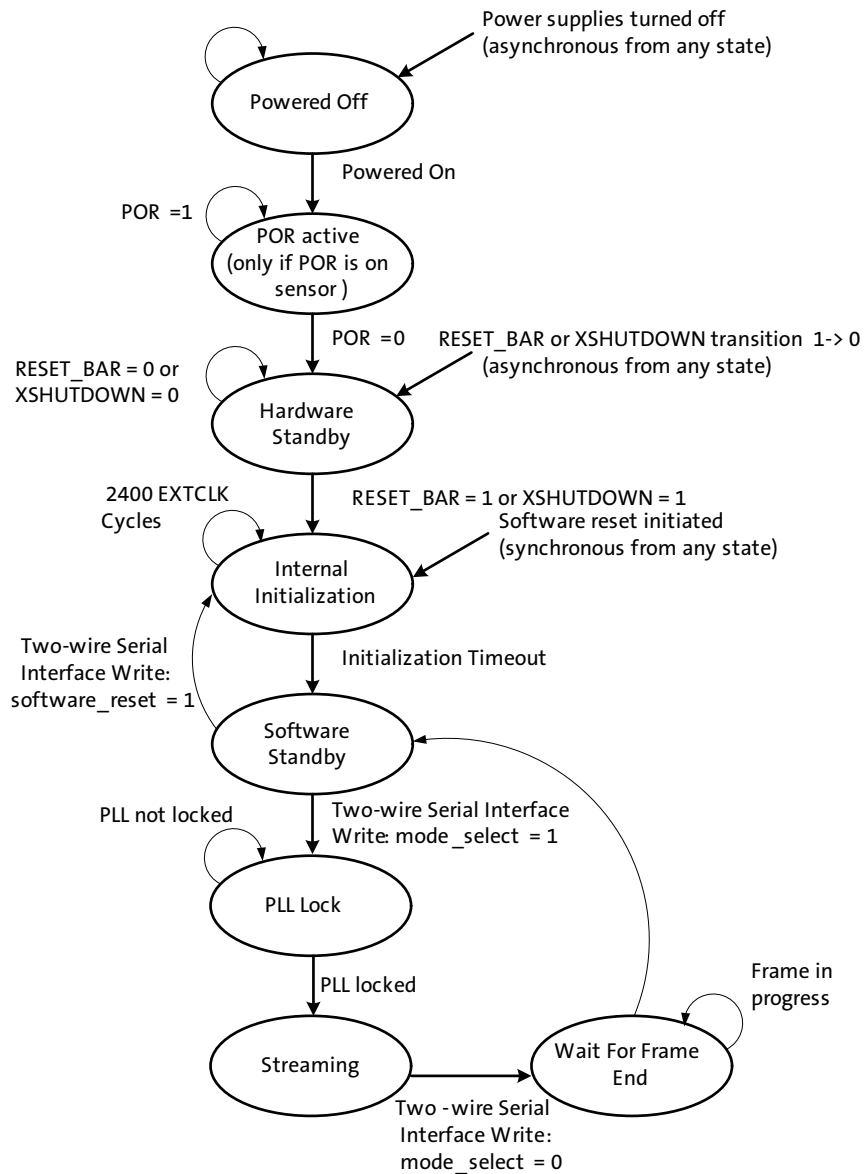 Power supplies turned off
(asynchronous from any state)
Powered Off
Powered On
POR =1
POR active
(only if POR is on
sensor )
POR =0
RESET_BAR or XSHUTDOWN transition 1-> 0
(asynchronous from any state)
RESET_BAR = 0 or
XSHUTDOWN = 0
Hardware
Standby
2400 EXTCLK
Cycles
RESET_BAR = 1 or XSHUTDOWN = 1
Software reset initiated
(synchronous from any state)
Internal
Initialization
Two-wire Serial
Interface Write:
software_reset = 1
Initialization Timeout
Software
Standby
PLL not locked
Two-wire Serial Interface
Write: mode_select = 1
PLL Lock
PLL locked
Frame in
progress
Streaming
Wait For Frame
End
Two -wire Serial
Interface Write:
mode_select = 0